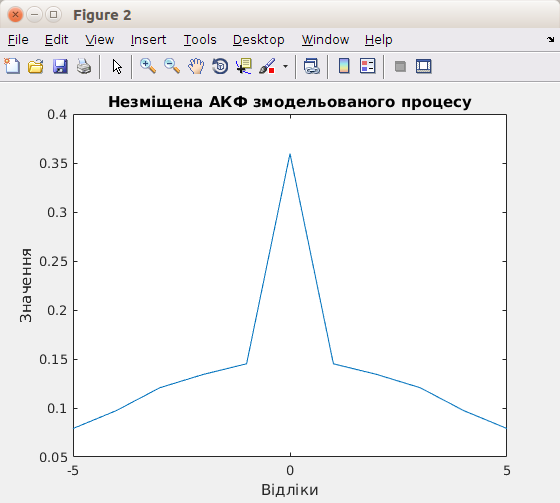 Figure 2
File Edit View Insert Tools Desktop Window Help
Незміщена АКФ змодельованого процесу
0.4
0.35
0.3
0.25
0.2
0.15
0.1
0.05
Значення
-5 0 5
Відліки